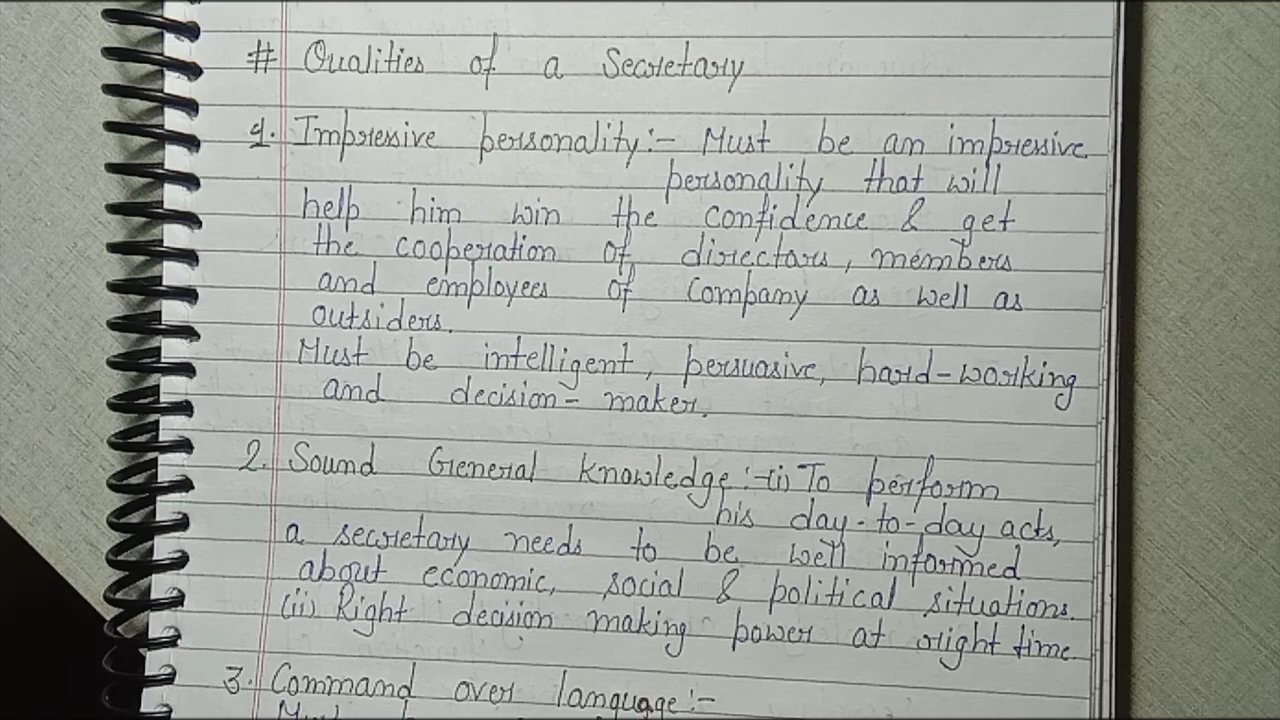 # Qualities of a Secretary
1. Impressive personality:- Must be an impressive
personality that will
help him win the confidence & get
the cooperation of directors, members
and employees of company as well as
outsiders.
Must be intelligent, persuasive, hard-working
and decision-maker.
2. Sound General knowledge:-(i) To perform
his day-to-day acts,
a secretary needs to be well informed
about economic, social & political situations.
(ii) Right decision making power at right time
3. Command over language:-
Must